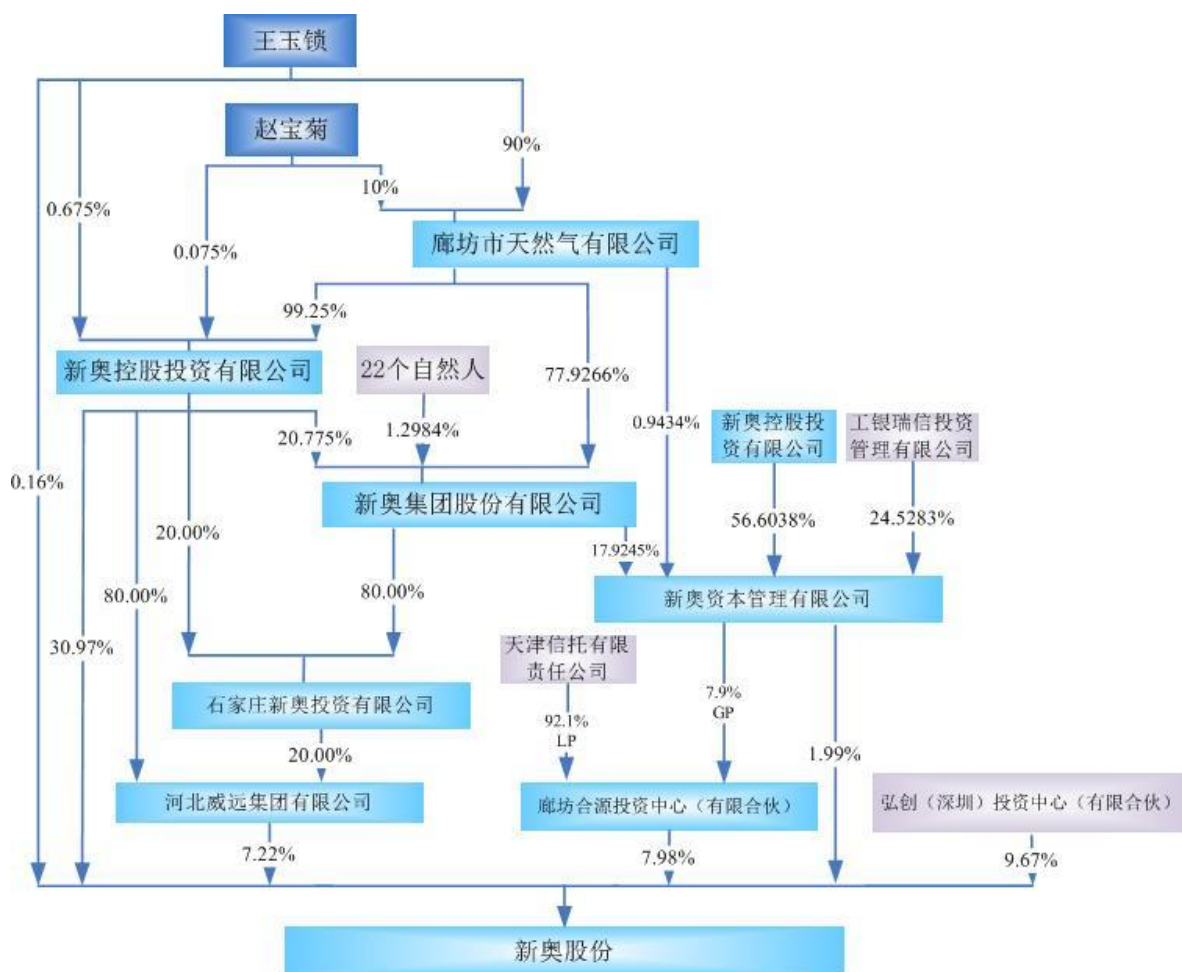 王玉锁
赵宝菊
90%
10%
0.675%
0.075%
廊坊市天然气有限公司
99.25%
新奥控股投资有限公司
22个自然人
77.9266%
0.9434%
新奥控股投
资有限公司
工银瑞信投资
管理有限公司
20.775%
1.2984%
0.16%
新奥集团股份有限公司
56.6038%
24.5283%
20.00%
17.9245%
80.00%
80.00%
新奥资本管理有限公司
30.97%
天津信托有限
责任公司
石家庄新奥投资有限公司
7.9%
GP
92.1%
LP
20.00%
1.99%
河北威远集团有限公司
廊坊合源投资中心（有限合伙）
弘创（深圳）投资中心（有限合伙）
7.22%
7.98%
9.67%
新奥股份